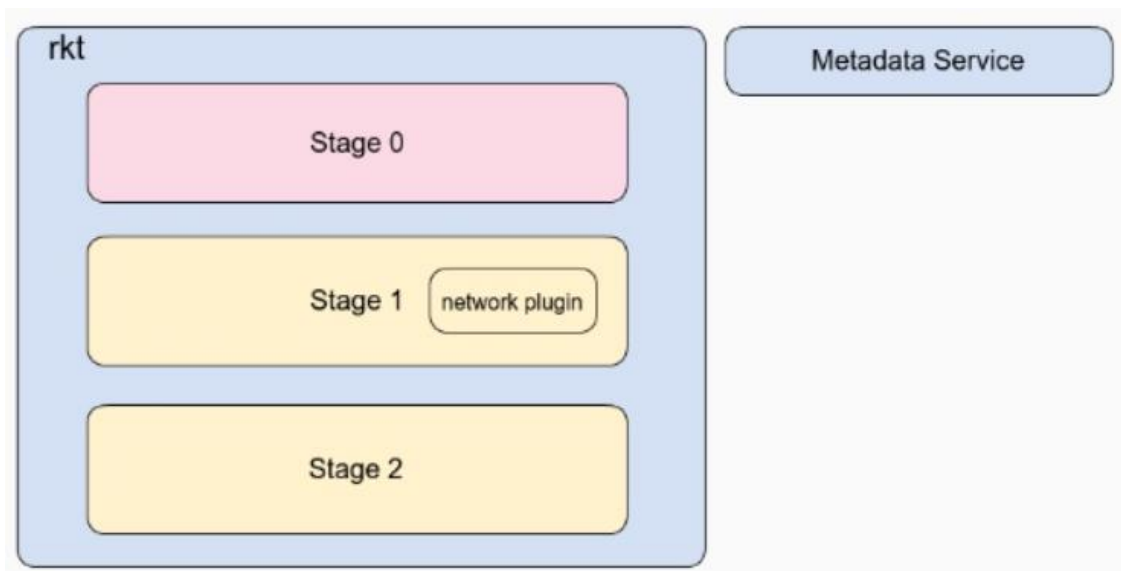 rkt
Metadata Service
Stage 0
Stage 1
network plugin
Stage 2